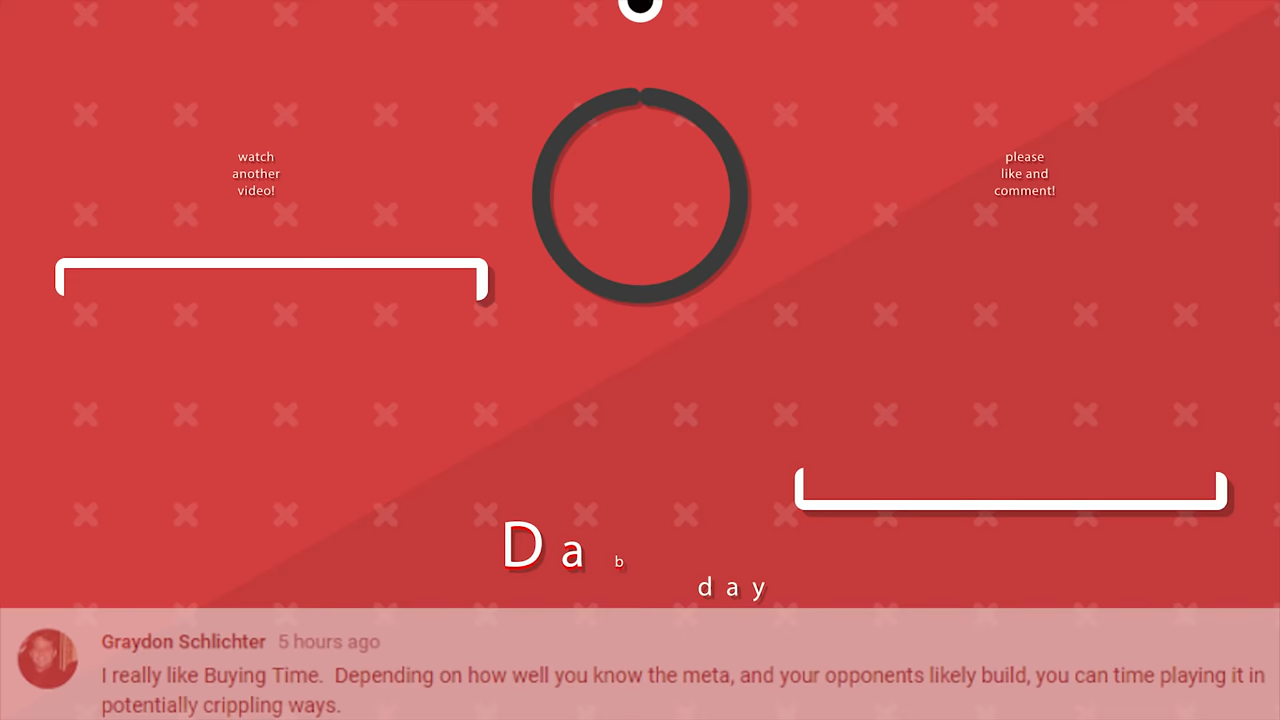 watch
another
video!
please
like and
comment!
D a b
d a y
Graydon Schlichter 5 hours ago
I really like Buying Time. Depending on how well you know the meta, and your opponents likely build, you can time playing it in
potentially crippling ways.